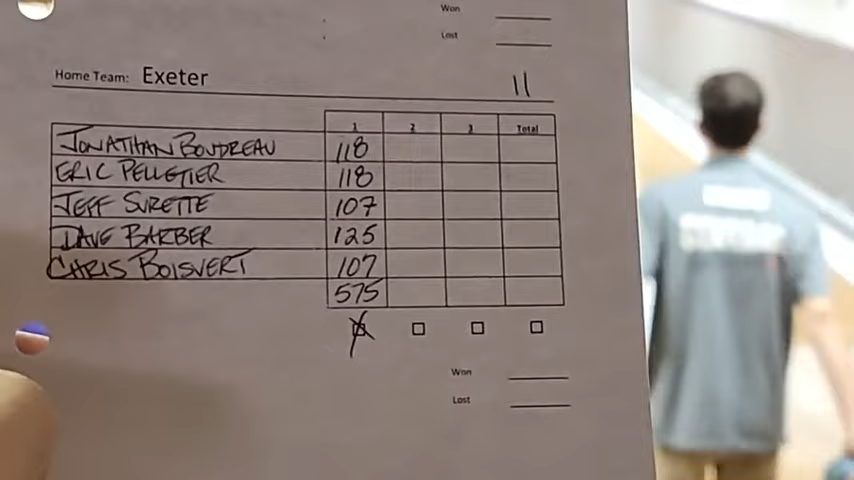 Won
Lost
Home Team: Exeter 11
1 2 3 Total
JONATHAN BOUDREAU 118
ERIC PELLETIER 118
JEFF SURETTE 107
DAVE BARBER 125
CHRIS BOISVERT 107
575
Won
Lost